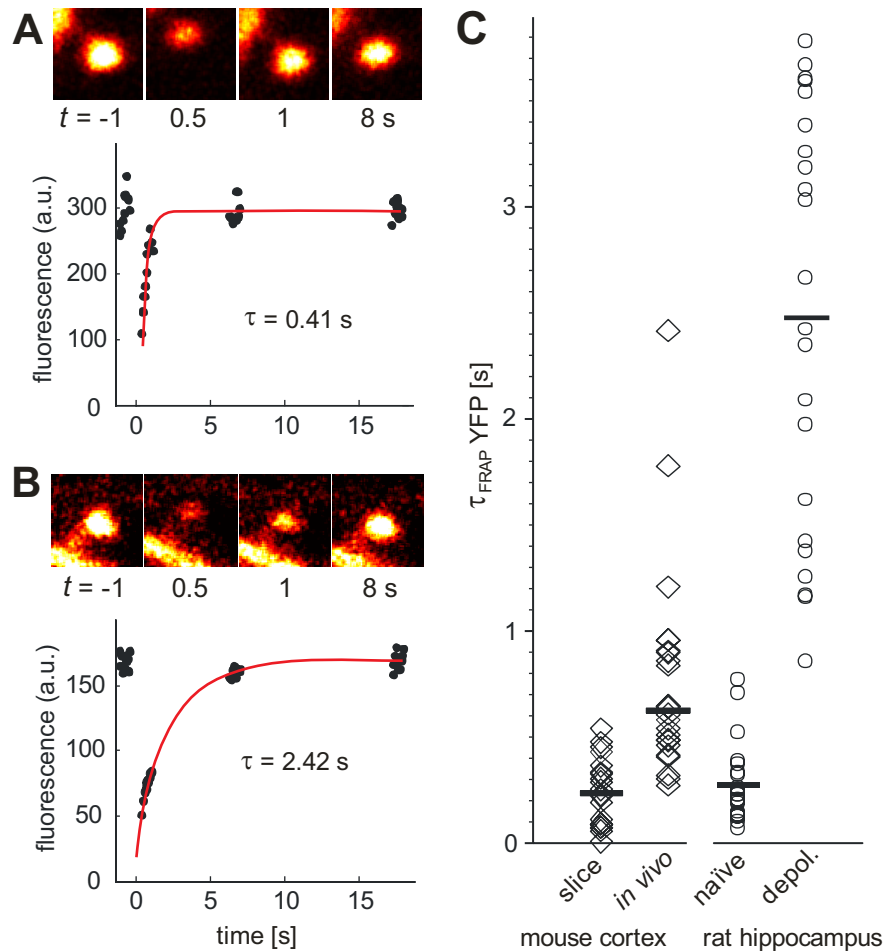 A
t = -1 0.5 1 8 s
fluorescence (a.u.)
300
200
100
0
τ = 0.41 s
0 5 10 15
B
t = -1 0.5 1 8 s
fluorescence (a.u.)
150
100
50
0
τ = 2.42 s
0 5 10 15
time [s]
C
τFRAP YFP [s]
3
2
1
0
slice in vivo naïve depol.
mouse cortex rat hippocampus